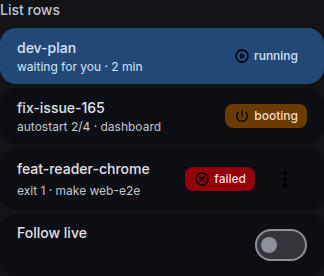 List rows
dev-plan
waiting for you · 2 min
running
fix-issue-165
autostart 2/4 · dashboard
booting
feat-reader-chrome
exit 1 · make web-e2e
failed
Follow live